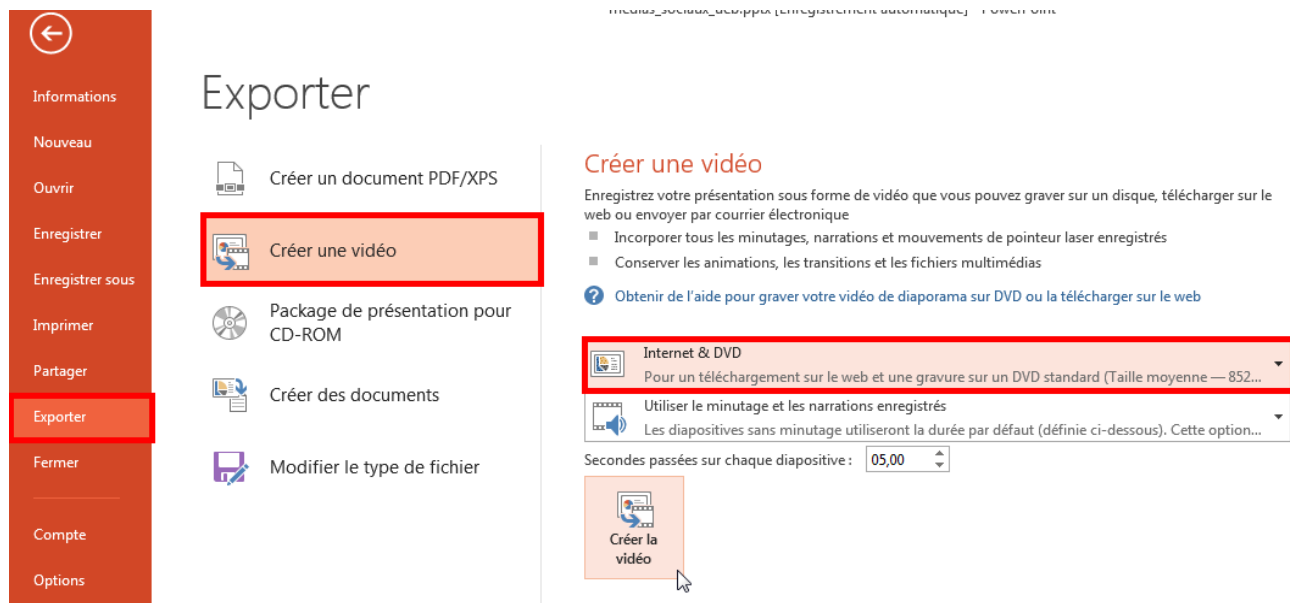 Informations
Nouveau
Ouvrir
Enregistrer
Enregistrer sous
Imprimer
Partager
Exporter
Fermer
Compte
Options
Exporter
Créer un document PDF/XPS
Créer une vidéo
Package de présentation pour
CD-ROM
Créer des documents
Modifier le type de fichier
Créer une vidéo
Enregistrez votre présentation sous forme de vidéo que vous pouvez graver sur un disque, télécharger sur le
web ou envoyer par courrier électronique
Incorporer tous les minutages, narrations et mouvements de pointeur laser enregistrés
Conserver les animations, les transitions et les fichiers multimédias
Obtenir de l'aide pour graver votre vidéo de diaporama sur DVD ou la télécharger sur le web
Internet & DVD
Pour un téléchargement sur le web et une gravure sur un DVD standard (Taille moyenne — 852...
Utiliser le minutage et les narrations enregistrés
Les diapositives sans minutage utiliseront la durée par défaut (définie ci-dessous). Cette option...
Secondes passées sur chaque diapositive : 05,00
Créer la
vidéo